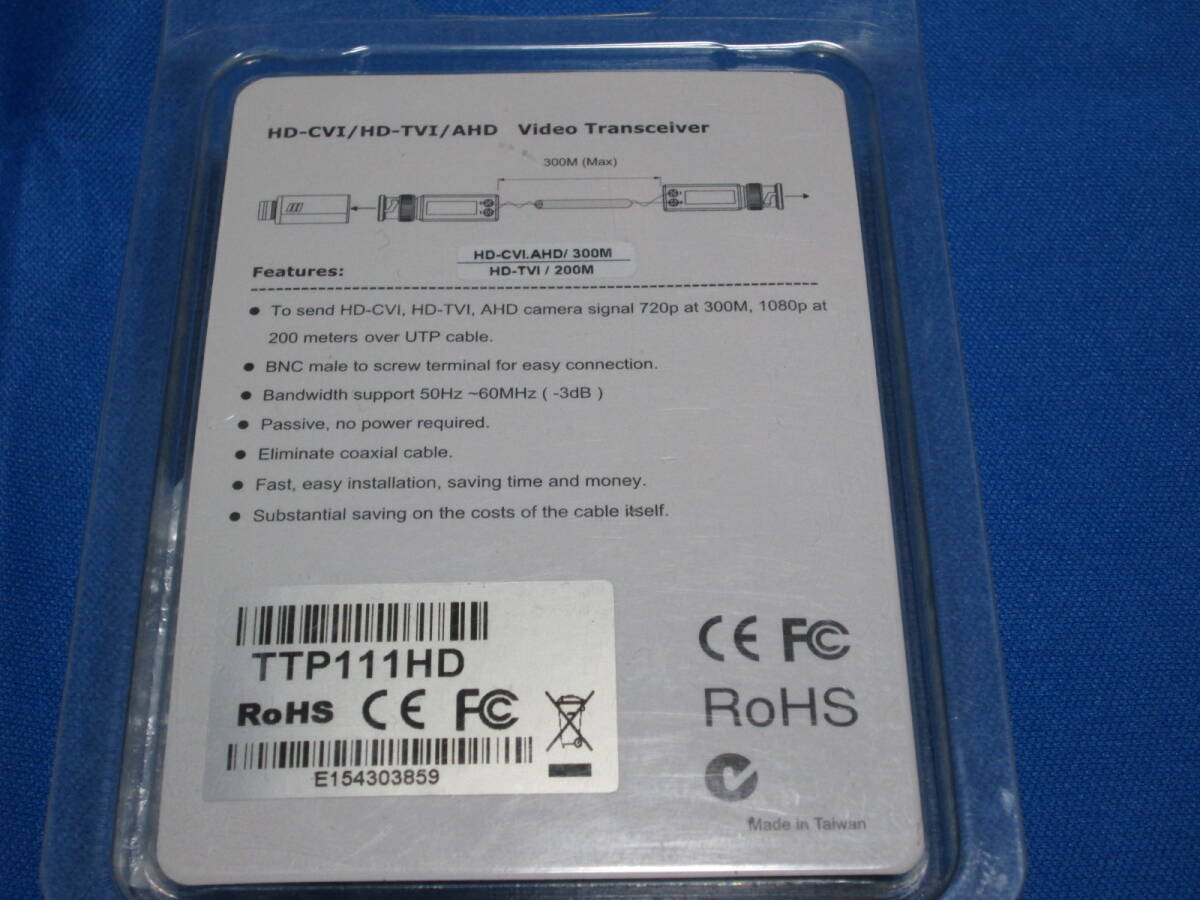 HD-CVI/HD-TVI/AHD Video Transceiver
300M (Max)
HD-CVI.AHD/ 300M
HD-TVI / 200M
Features:
● To send HD-CVI, HD-TVI, AHD camera signal 720p at 300M, 1080p at
200 meters over UTP cable.
● BNC male to screw terminal for easy connection.
● Bandwidth support 50Hz ~60MHz ( -3dB )
● Passive, no power required.
● Eliminate coaxial cable.
● Fast, easy installation, saving time and money.
● Substantial saving on the costs of the cable itself.
TTP111HD
RoHS CE FC
E154303859
CE FC
RoHS
Made in Taiwan